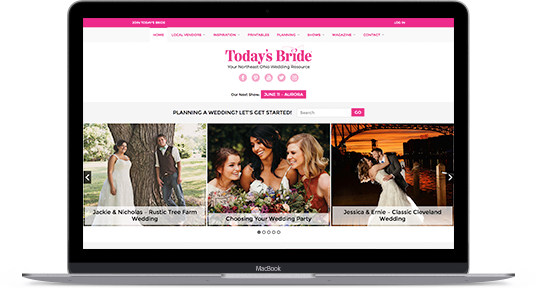 JOIN TODAY'S BRIDE
LOG IN
HOME LOCAL VENDORS INSPIRATION PRINTABLES PLANNING SHOWS MAGAZINE CONTACT
Today's Bride
Your Northeast Ohio Wedding Resource
Our Next Show: JUNE 11 - AURORA
PLANNING A WEDDING? LET'S GET STARTED! Search GO
Jackie & Nicholas - Rustic Tree Farm
Wedding
Choosing Your Wedding Party
Jessica & Ernie - Classic Cleveland
Wedding
MacBook